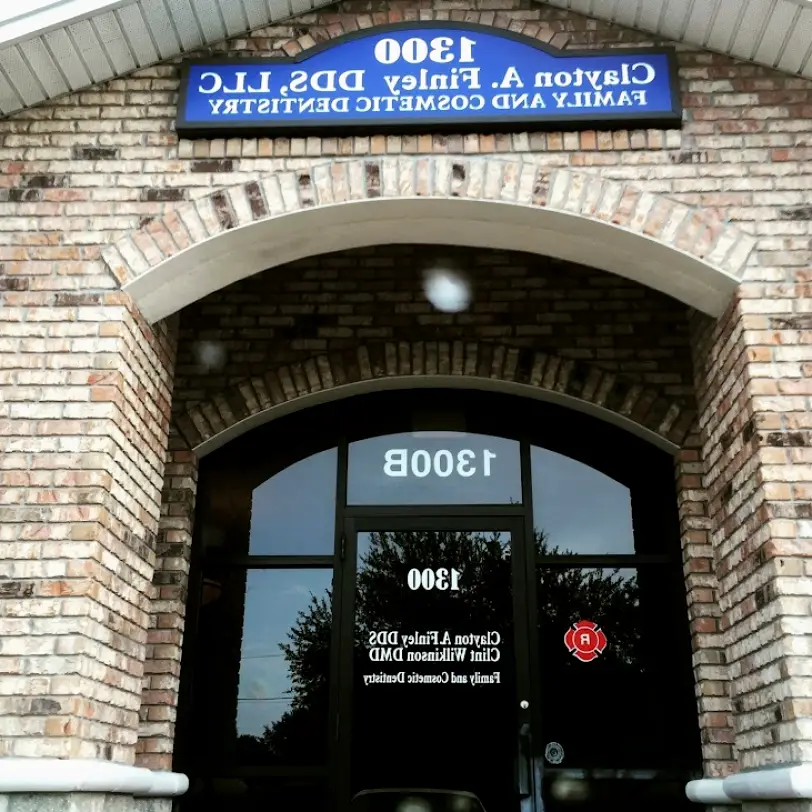 1300
Clayton A. Finley DDS, LLC
FAMILY AND COSMETIC DENTISTRY
1300B
1300
Clayton A Finley DDS
Clint Wilkinson DMD
Family and Cosmetic Dentistry
R